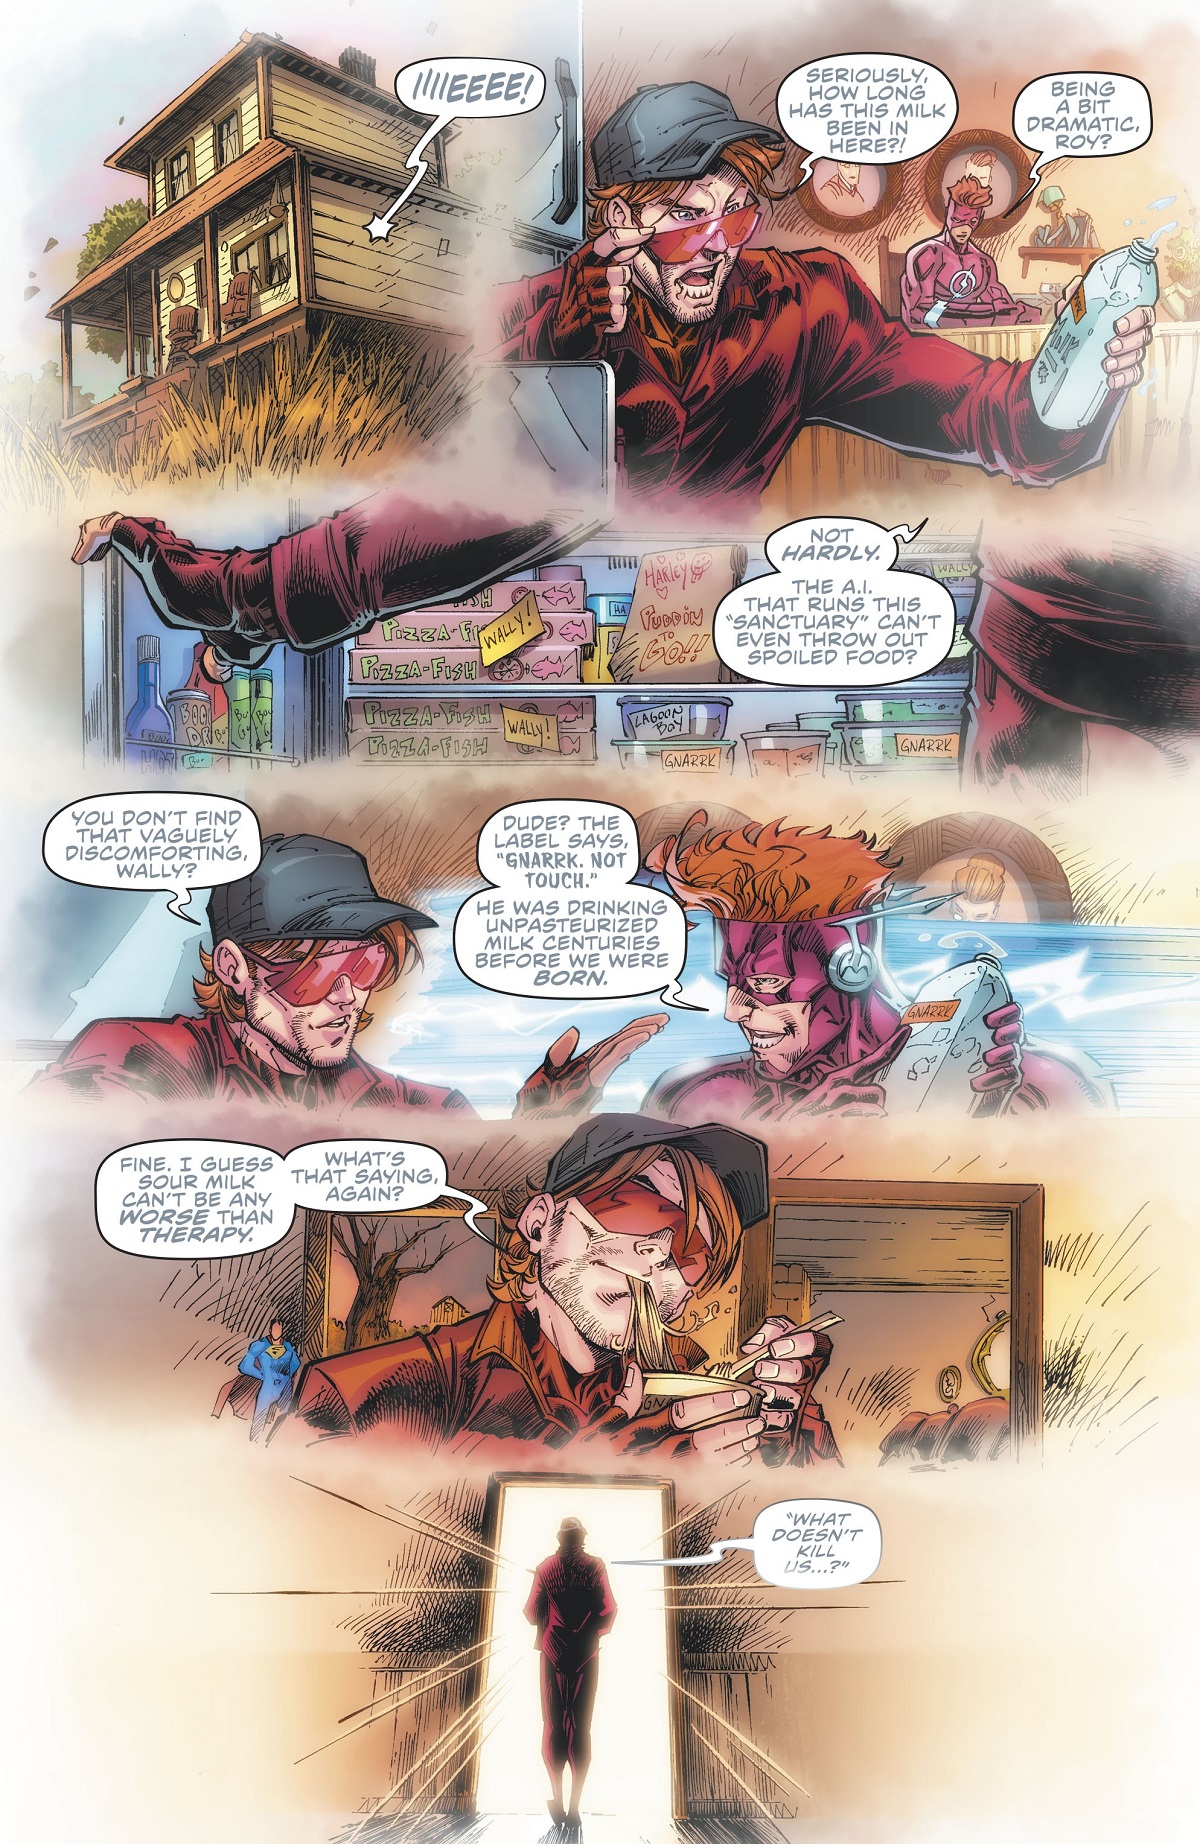 IIIIEEEE!
SERIOUSLY,
HOW LONG
HAS THIS MILK
BEEN IN
HERE?!
BEING
A BIT
DRAMATIC,
ROY?
MILK
NOT
HARDLY.
THE A.I.
THAT RUNS THIS
"SANCTUARY" CAN'T
EVEN THROW OUT
SPOILED FOOD?
WALLY
HARLEY
PUDDIN
TO
GO!!
HA
WALLY!
PIZZA-FISH
PIZZA-FISH
PIZZA-FISH
WALLY!
PIZZA-FISH
LAGOON
BOY
GNARRK
GNARRK
YOU DON'T FIND
THAT VAGUELY
DISCOMFORTING,
WALLY?
DUDE? THE
LABEL SAYS,
"GNARRK. NOT
TOUCH."
HE WAS DRINKING
UNPASTEURIZED
MILK CENTURIES
BEFORE WE WERE
BORN.
GNARRK
FINE. I GUESS
SOUR MILK
CAN'T BE ANY
WORSE THAN
THERAPY.
WHAT'S
THAT SAYING,
AGAIN?
GN
"WHAT
DOESN'T
KILL
US...?"